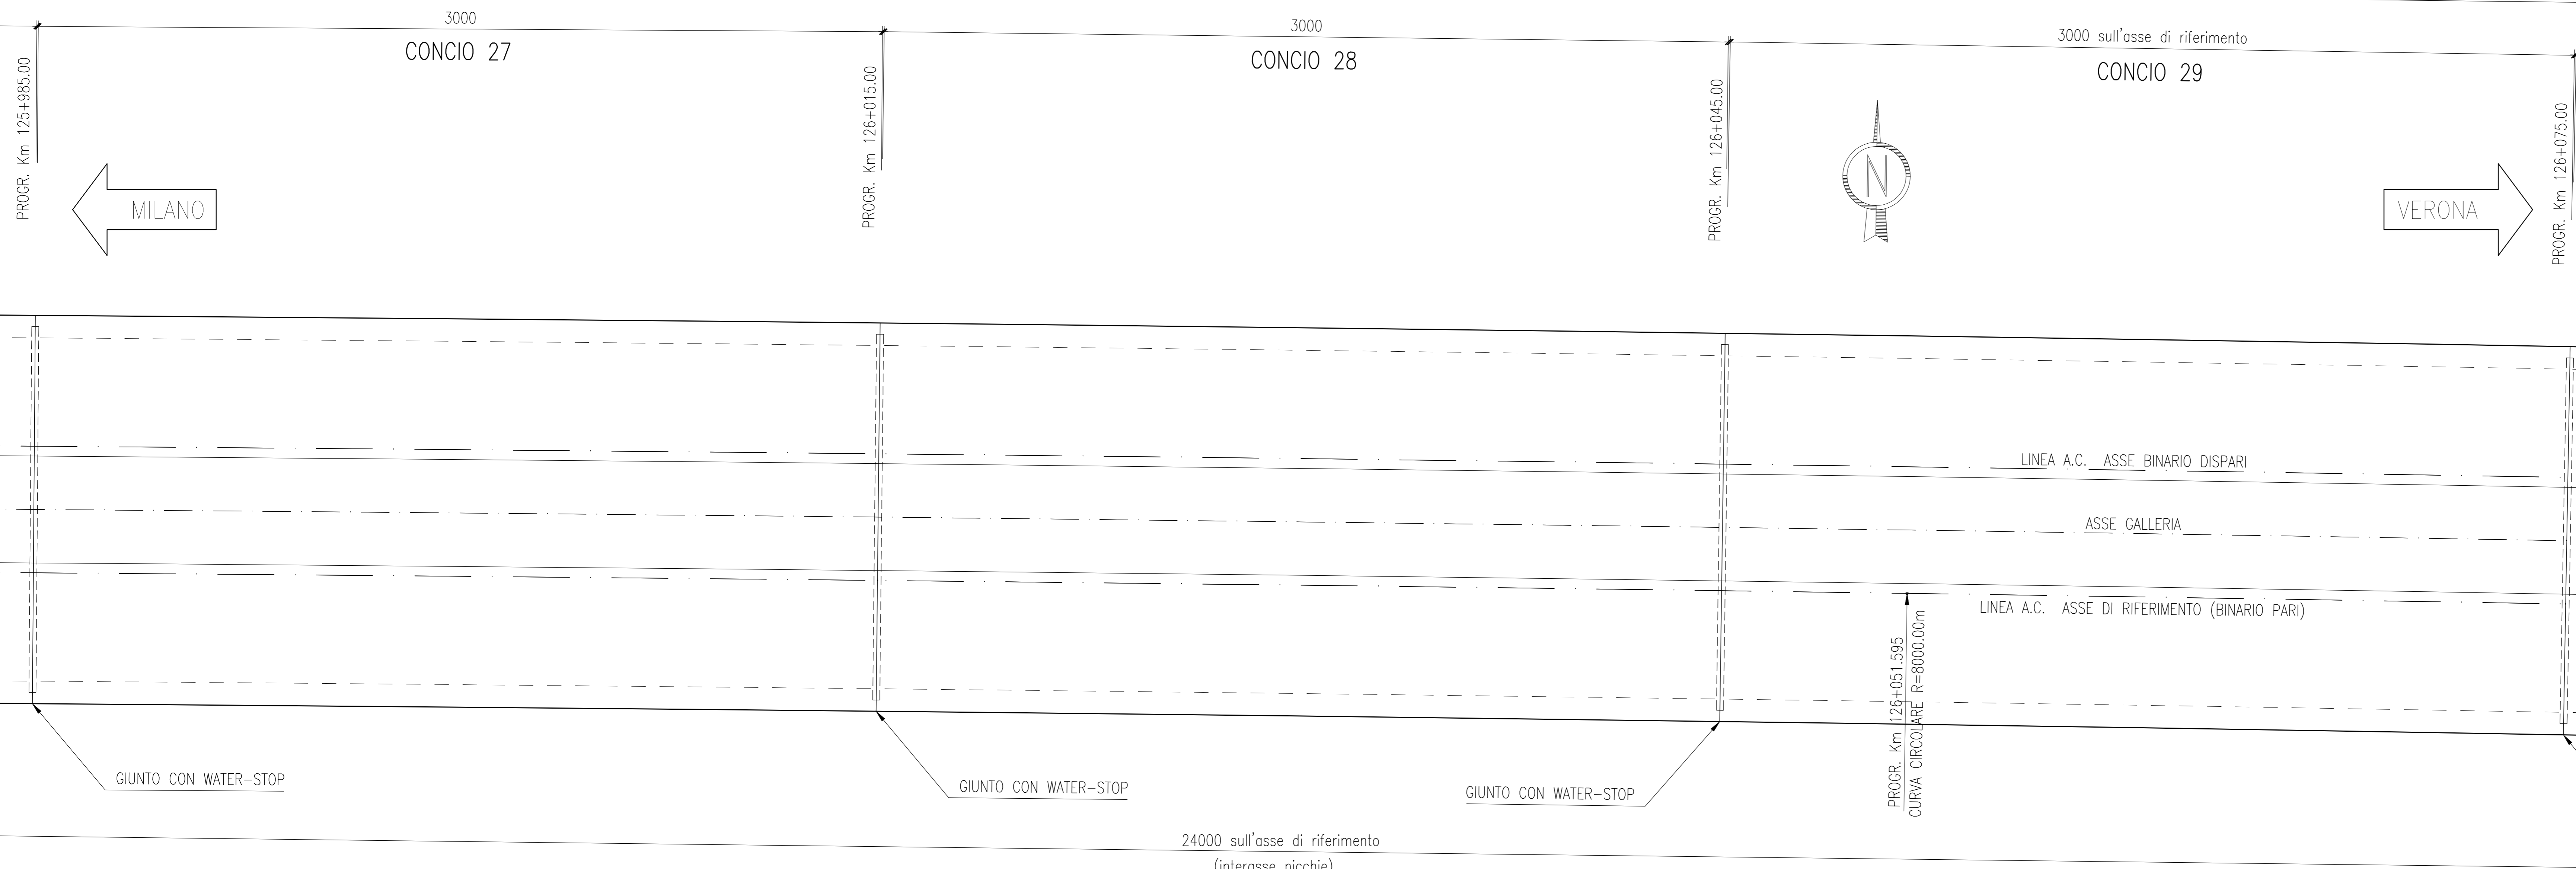 3000
3000
3000 sull'asse di riferimento
CONCIO 27
CONCIO 28
CONCIO 29
PROGR. Km 125+985.00
PROGR. Km 126+015.00
PROGR. Km 126+045.00
PROGR. Km 126+075.00
MILANO
N
VERONA
LINEA A.C. ASSE BINARIO DISPARI
ASSE GALLERIA
LINEA A.C. ASSE DI RIFERIMENTO (BINARIO PARI)
PROGR. Km 126+051.595
CURVA CIRCOLARE R=8000.00m
GIUNTO CON WATER-STOP
GIUNTO CON WATER-STOP
GIUNTO CON WATER-STOP
24000 sull'asse di riferimento
(interasse nicchie)